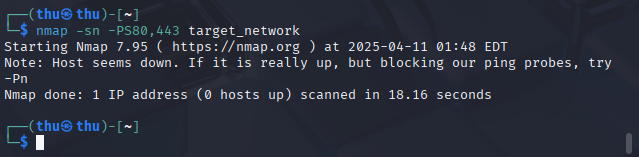 ┌──(thu㉿thu)-[~]
└─$ nmap -sn -PS80,443 target_network
Starting Nmap 7.95 ( https://nmap.org ) at 2025-04-11 01:48 EDT
Note: Host seems down. If it is really up, but blocking our ping probes, try
-Pn
Nmap done: 1 IP address (0 hosts up) scanned in 18.16 seconds
┌──(thu㉿thu)-[~]
└─$